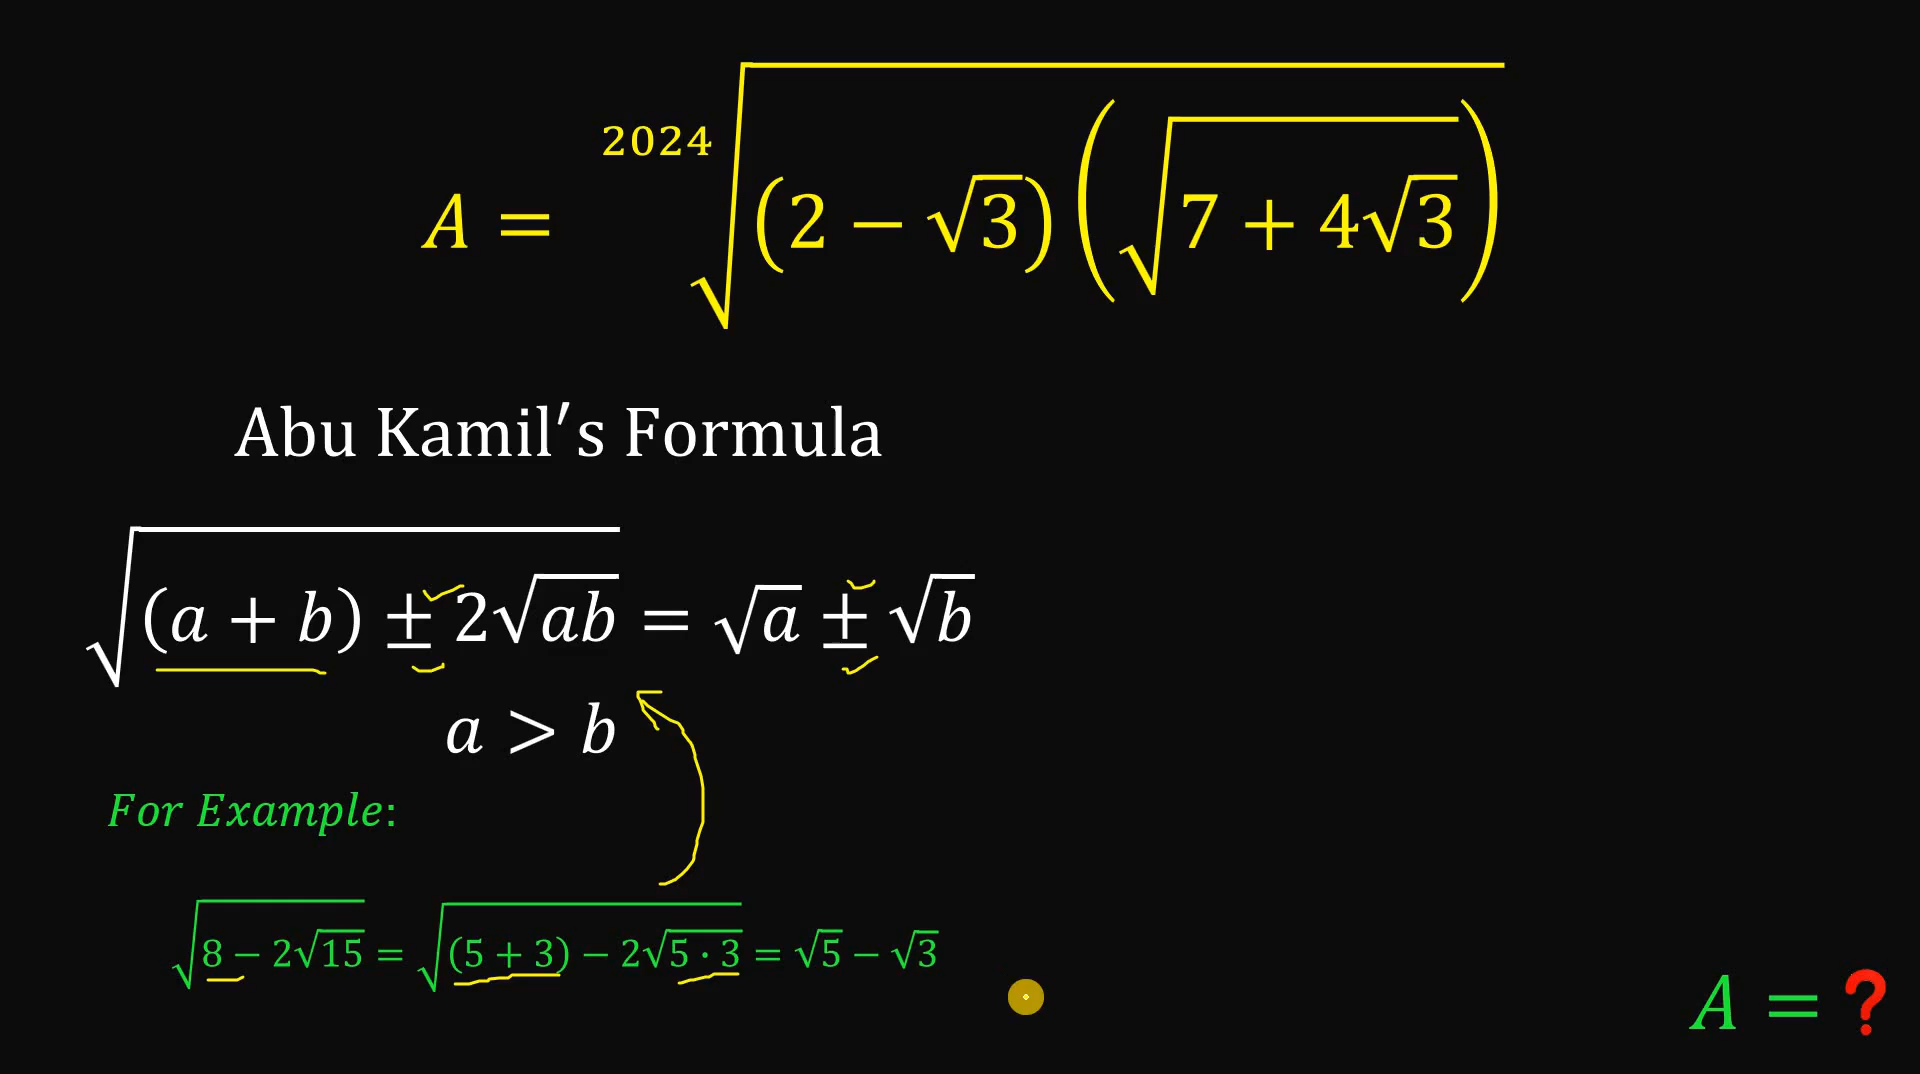 A = \sqrt[2024]{(2 − √3)(√(7 + 4√3))}
Abu Kamil′s Formula
√((a + b) ± 2√(ab)) = √a ± √b
a > b
For Example:
√(8 − 2√15) = √((5 + 3) − 2√(5 · 3)) = √5 − √3
A = ❓